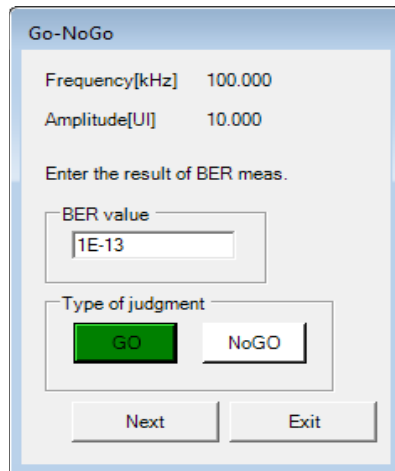 Go-NoGo
Frequency[kHz] 100.000
Amplitude[UI] 10.000
Enter the result of BER meas.
BER value
1E-13
Type of judgment
GO NoGO
Next Exit